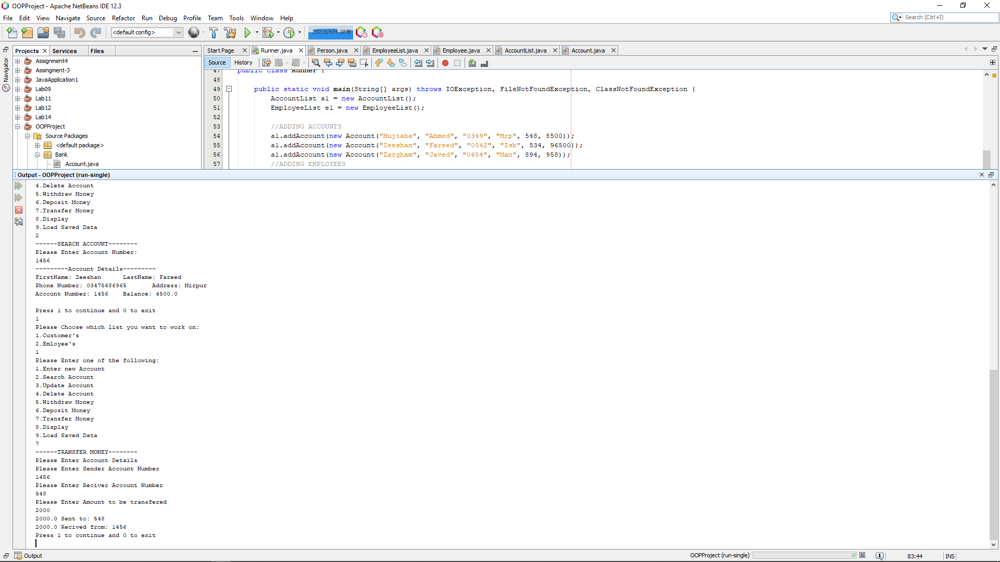 OOPProject - Apache NetBeans IDE 12.3
File Edit View Navigate Source Refactor Run Debug Profile Team Tools Window Help
Search (Ctrl+I)
<default config>
292.6/434.0MB
Projects Services Files
Start Page Runner.java Person.java EmployeeList.java Employee.java AccountList.java Account.java
Navigator
Source History
Assignment4
Assingment-3
JavaApplication1
Lab09
Lab11
Lab12
Lab14
OOPProject
Source Packages
<default package>
Bank
Account.java
47 public class Runner {
48
49 public static void main(String[] args) throws IOException, FileNotFoundException, ClassNotFoundException {
50 AccountList a1 = new AccountList();
51 EmployeeList e1 = new EmployeeList();
52
53 //ADDING ACCOUNTS
54 a1.addAccount(new Account("Mujtaba", "Ahmed", "0349", "Mrp", 548, 8500));
55 a1.addAccount(new Account("Zeeshan", "Fareed", "0542", "Isb", 534, 96500));
56 a1.addAccount(new Account("Zargham", "Javed", "0684", "Man", 894, 958));
57 //ADDING EMPLOYEES
Output - OOPProject (run-single)
4.Delete Account
5.Withdraw Money
6.Deposit Money
7.Transfer Money
8.Display
9.Load Saved Data
2
------SEARCH ACCOUNT--------
Please Enter Account Number:
1456
---------Account Details---------
FirstName: Zeeshan LastName: Fareed
Phone Number: 03475686965 Address: Mirpur
Account Number: 1456 Balance: 4500.0
Press 1 to continue and 0 to exit
1
Please Choose which list you want to work on:
1.Customer's
2.Emloyee's
1
Please Enter one of the following:
1.Enter new Account
2.Search Account
3.Update Account
4.Delete Account
5.Withdraw Money
6.Deposit Money
7.Transfer Money
8.Display
9.Load Saved Data
7
------TRANSFER MONEY--------
Please Enter Account Details
Please Enter Sender Account Number
1456
Please Enter Reciver Account Number
548
Please Enter Amount to be transfered
2000
2000.0 Sent to: 548
2000.0 Recived from: 1456
Press 1 to continue and 0 to exit
Output
OOPProject (run-single)
1
83:44
INS